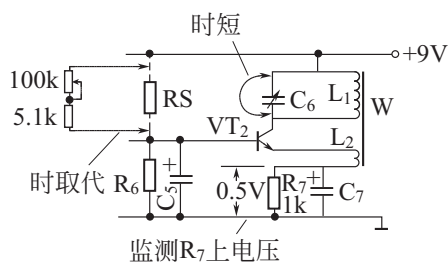 时短
+9V
100k
5.1k
RS
C₆
L₁
W
VT₂
L₂
时取代
R₆
C₅
+
0.5V
R₇
1k
+
C₇
监测R₇上电压